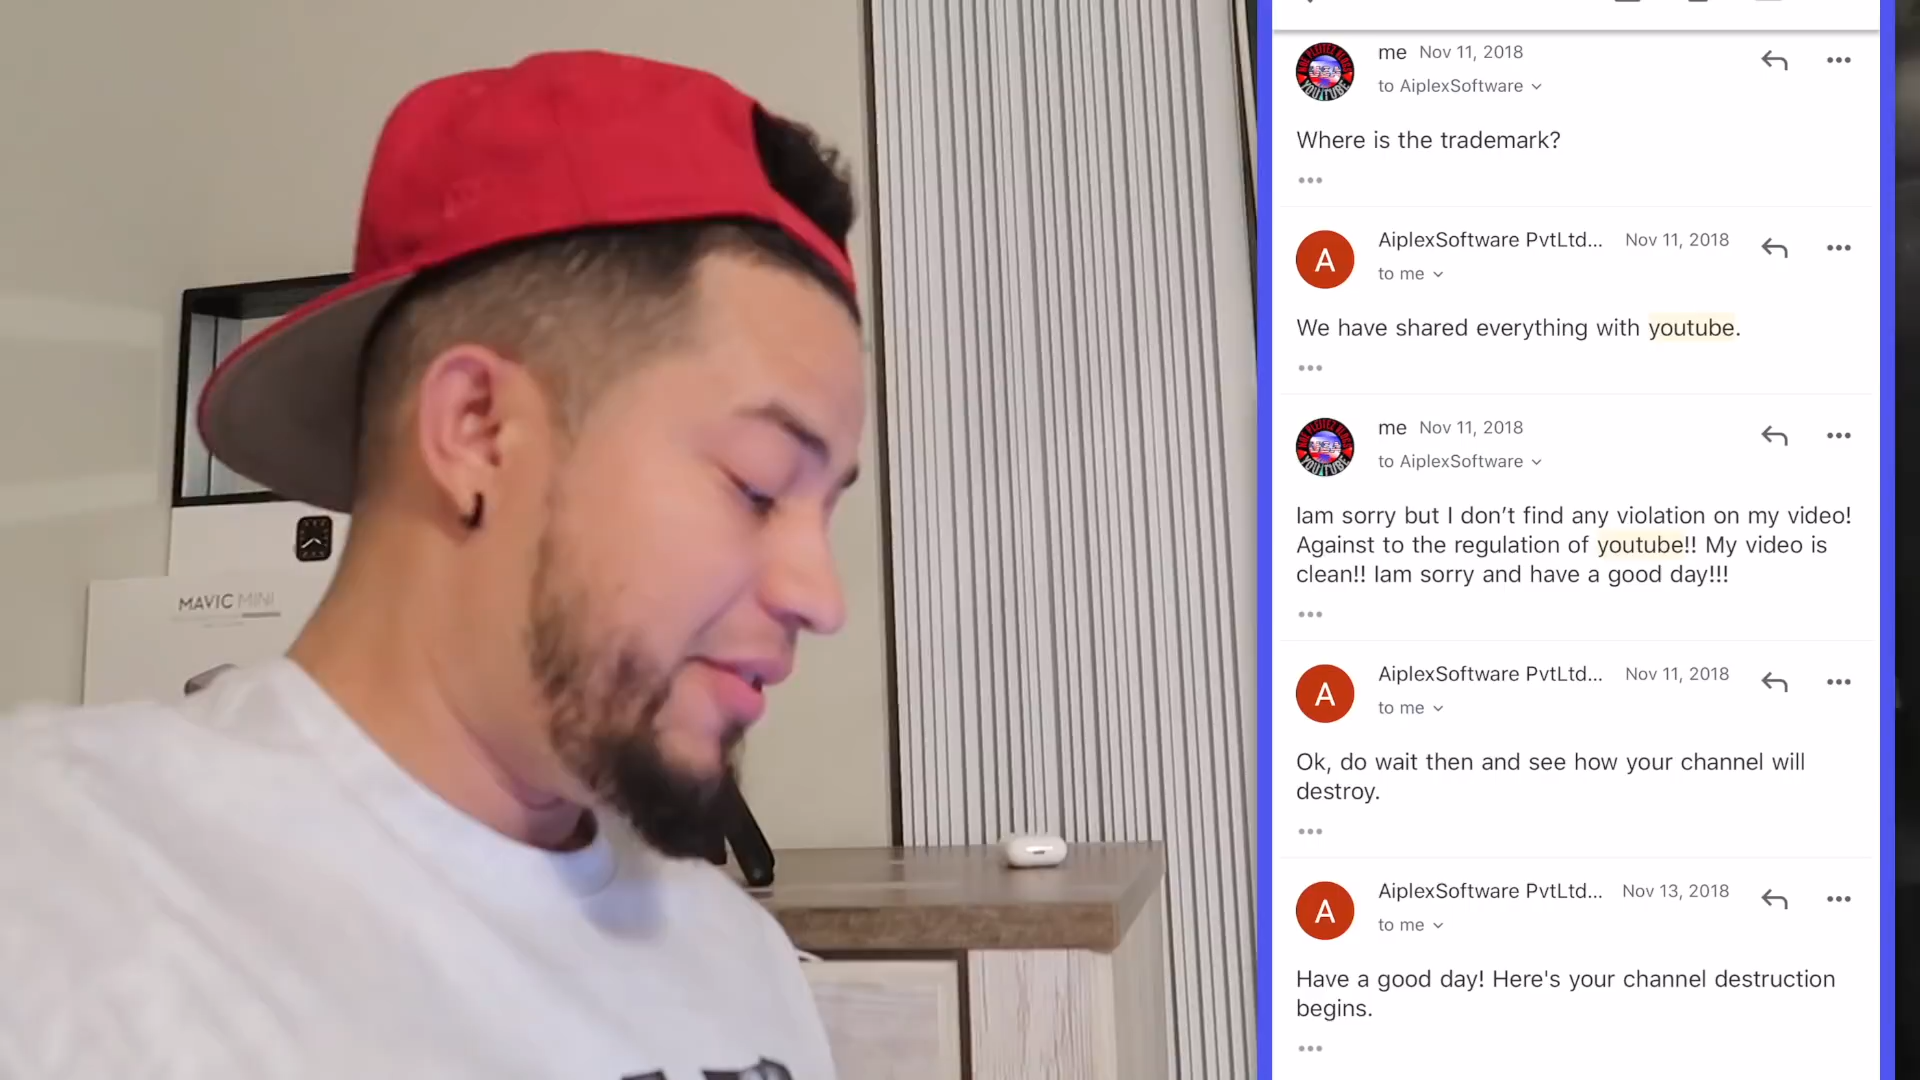 MAVIC MINI
me Nov 11, 2018
to AiplexSoftware
Where is the trademark?
A
AiplexSoftware PvtLtd... Nov 11, 2018
to me
We have shared everything with youtube.
me Nov 11, 2018
to AiplexSoftware
Iam sorry but I don’t find any violation on my video!
Against to the regulation of youtube!! My video is
clean!! Iam sorry and have a good day!!!
A
AiplexSoftware PvtLtd... Nov 11, 2018
to me
Ok, do wait then and see how your channel will
destroy.
A
AiplexSoftware PvtLtd... Nov 13, 2018
to me
Have a good day! Here's your channel destruction
begins.